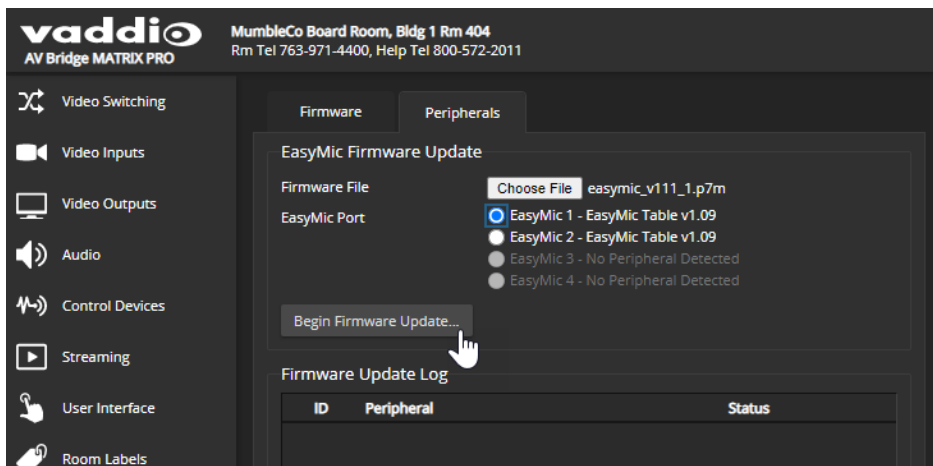 vaddio
AV Bridge MATRIX PRO
MumbleCo Board Room, Bldg 1 Rm 404
Rm Tel 763-971-4400, Help Tel 800-572-2011
Video Switching
Video Inputs
Video Outputs
Audio
Control Devices
Streaming
User Interface
Room Labels
Firmware
Peripherals
EasyMic Firmware Update
Firmware File
Choose File easymic_v111_1.p7m
EasyMic Port
EasyMic 1 - EasyMic Table v1.09
EasyMic 2 - EasyMic Table v1.09
EasyMic 3 - No Peripheral Detected
EasyMic 4 - No Peripheral Detected
Begin Firmware Update...
Firmware Update Log
ID Peripheral Status